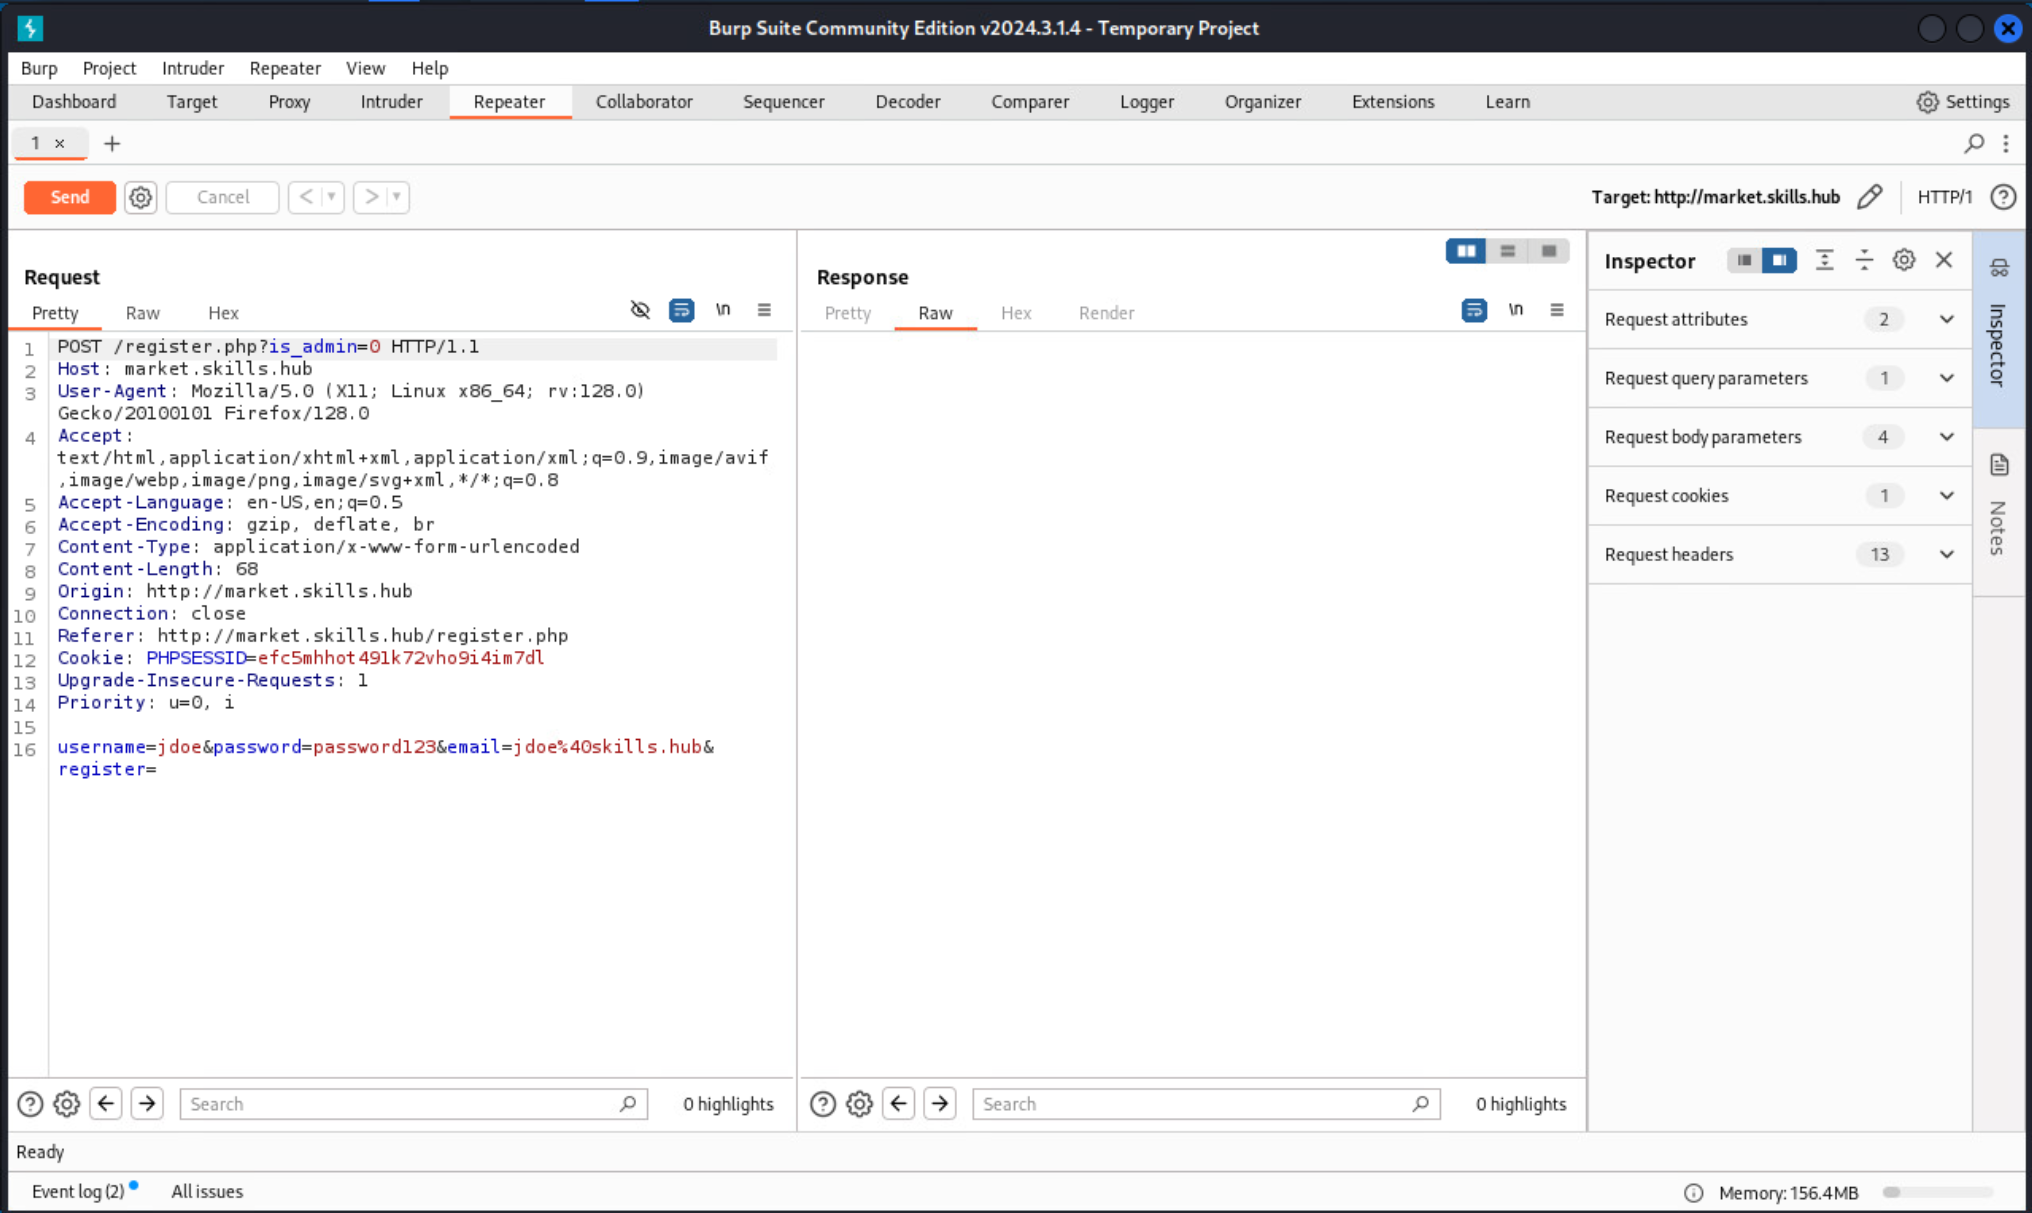 Burp Suite Community Edition v2024.3.1.4 - Temporary Project
Burp Project Intruder Repeater View Help
Dashboard Target Proxy Intruder Repeater Collaborator Sequencer Decoder Comparer Logger Organizer Extensions Learn Settings
1 × +
Send Cancel < > Target: http://market.skills.hub HTTP/1 ?
Request
Pretty Raw Hex \n
1 POST /register.php?is_admin=0 HTTP/1.1
2 Host: market.skills.hub
3 User-Agent: Mozilla/5.0 (X11; Linux x86_64; rv:128.0)
Gecko/20100101 Firefox/128.0
4 Accept:
text/html,application/xhtml+xml,application/xml;q=0.9,image/avif
,image/webp,image/png,image/svg+xml,*/*;q=0.8
5 Accept-Language: en-US,en;q=0.5
6 Accept-Encoding: gzip, deflate, br
7 Content-Type: application/x-www-form-urlencoded
8 Content-Length: 68
9 Origin: http://market.skills.hub
10 Connection: close
11 Referer: http://market.skills.hub/register.php
12 Cookie: PHPSESSID=efc5mhhot491k72vho9i4im7dl
13 Upgrade-Insecure-Requests: 1
14 Priority: u=0, i
15
16 username=jdoe&password=password123&email=jdoe%40skills.hub&
register=
? Search 0 highlights
Response
Pretty Raw Hex Render \n
? Search 0 highlights
Inspector
Request attributes 2
Request query parameters 1
Request body parameters 4
Request cookies 1
Request headers 13
Inspector
Notes
Ready
Event log (2) All issues Memory: 156.4MB